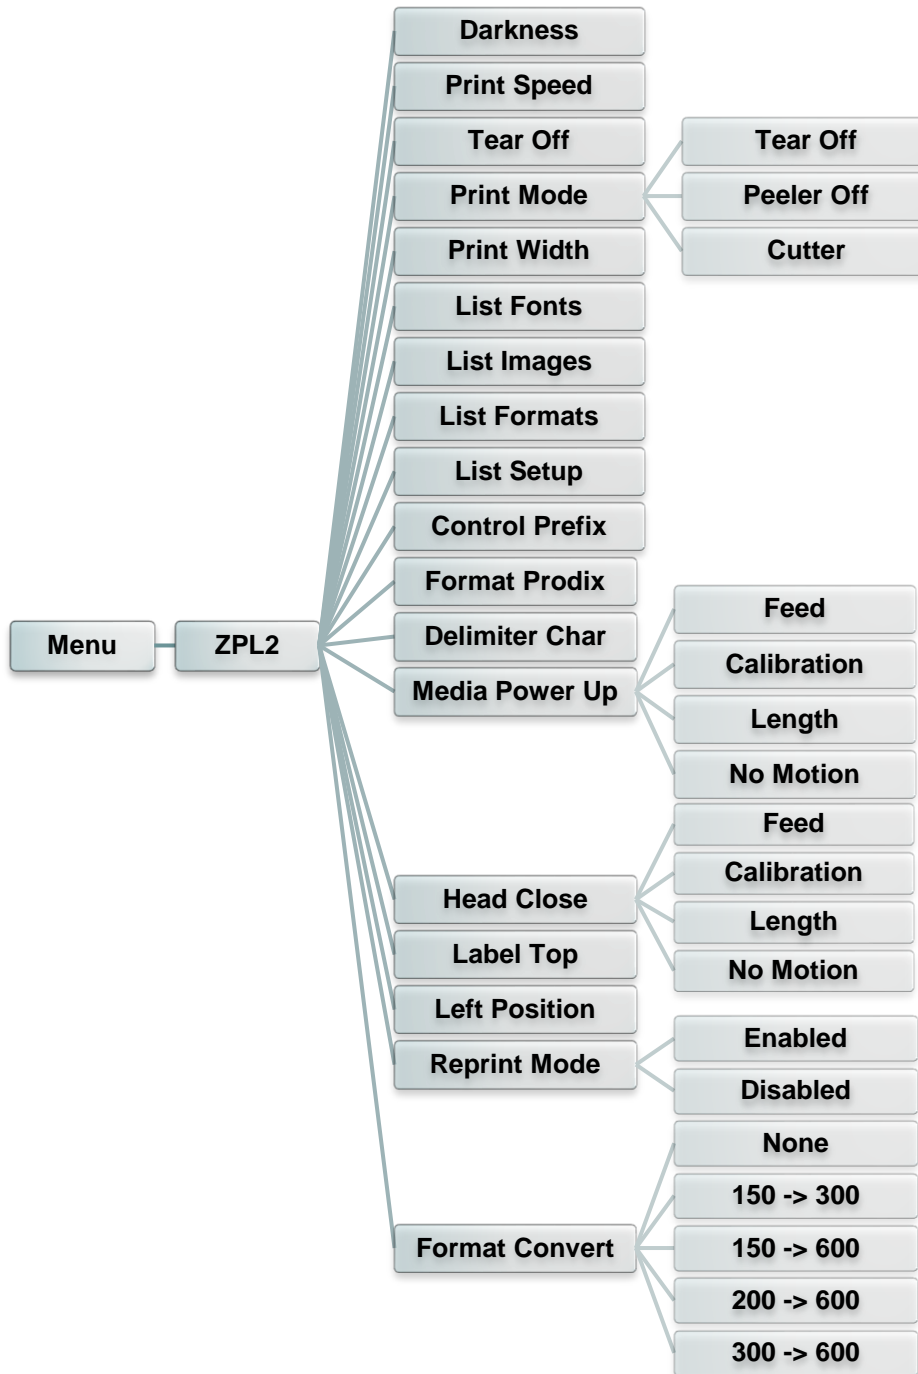 Menu
ZPL2
Darkness
Print Speed
Tear Off
Print Mode
Tear Off
Peeler Off
Cutter
Print Width
List Fonts
List Images
List Formats
List Setup
Control Prefix
Format Prodix
Delimiter Char
Media Power Up
Feed
Calibration
Length
No Motion
Head Close
Feed
Calibration
Length
No Motion
Label Top
Left Position
Reprint Mode
Enabled
Disabled
Format Convert
None
150 -> 300
150 -> 600
200 -> 600
300 -> 600